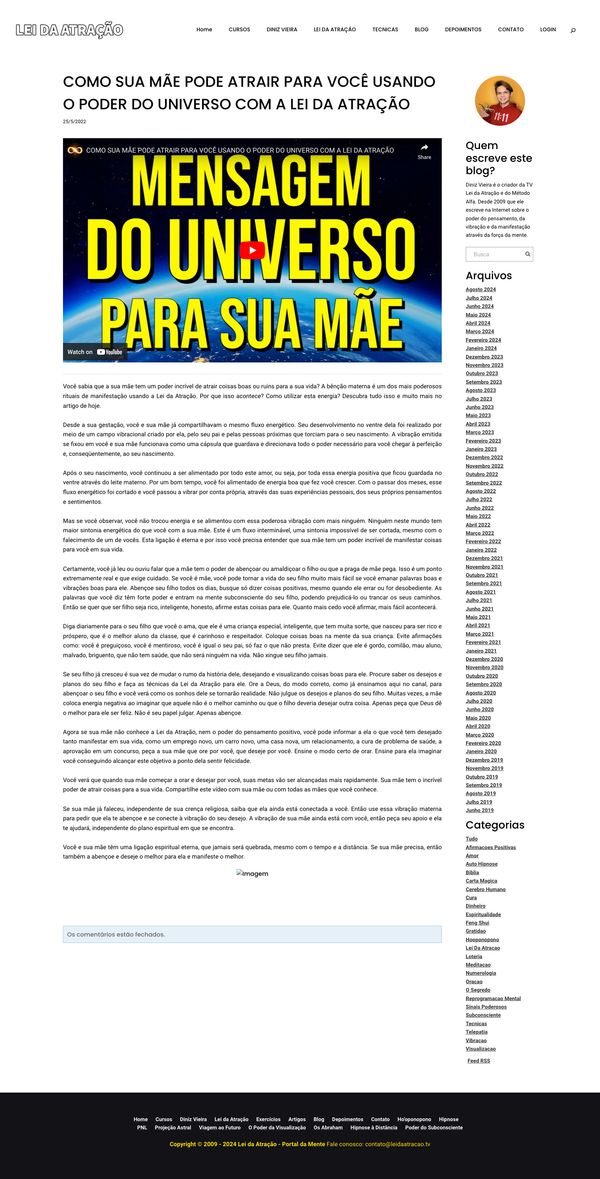 LEI DA ATRAÇÃO
Home CURSOS DINIZ VIEIRA LEI DA ATRAÇÃO TECNICAS BLOG DEPOIMENTOS CONTATO LOGIN
COMO SUA MÃE PODE ATRAIR PARA VOCÊ USANDO
O PODER DO UNIVERSO COM A LEI DA ATRAÇÃO
25/5/2022
COMO SUA MÃE PODE ATRAIR PARA VOCÊ USANDO O PODER DO UNIVERSO COM A LEI DA ATRAÇÃO
Share
MENSAGEM
DO UNIVERSO
PARA SUA MÃE
Watch on YouTube
Você sabia que a sua mãe tem um poder incrível de atrair coisas boas ou ruins para a sua vida? A bênção materna é um dos mais poderosos
rituais de manifestação usando a Lei da Atração. Por que isso acontece? Como utilizar esta energia? Descubra tudo isso e muito mais no
artigo de hoje.
Desde a sua gestação, você e sua mãe já compartilhavam o mesmo fluxo energético. Seu desenvolvimento no ventre dela foi realizado por
meio de um campo vibracional criado por ela, pelo seu pai e pelas pessoas próximas que torciam para o seu nascimento. A vibração emitida
se fixou em você e sua mãe funcionava como uma cápsula que guardava e direcionava todo o poder necessário para você chegar à perfeição
e, conseqüentemente, ao seu nascimento.
Após o seu nascimento, você continuou a ser alimentado por todo este amor, ou seja, por toda essa energia positiva que ficou guardada no
ventre através do leite materno. Por um bom tempo, você foi alimentado de energia boa que fez você crescer. Com o passar dos meses, esse
fluxo energético foi cortado e você passou a vibrar por conta própria, através das suas experiências pessoais, dos seus próprios pensamentos
e sentimentos.
Mas se você observar, você não trocou energia e se alimentou com essa poderosa vibração com mais ninguém. Ninguém neste mundo tem
maior sintonia energética do que você com a sua mãe. Este é um fluxo interminável, uma sintonia impossível de ser cortada, mesmo com o
falecimento de um de vocês. Esta ligação é eterna e por isso você precisa entender que sua mãe tem um poder incrível de manifestar coisas
para você em sua vida.
Certamente, você já leu ou ouviu falar que a mãe tem o poder de abençoar ou amaldiçoar o filho ou que a praga de mãe pega. Isso é um ponto
extremamente real e que exige cuidado. Se você é mãe, você pode tornar a vida do seu filho muito mais fácil se você emanar palavras boas e
vibrações boas para ele. Abençoe seu filho todos os dias, busque só dizer coisas positivas, mesmo quando ele errar ou for desobediente. As
palavras que você diz têm forte poder e entram na mente subconsciente do seu filho, podendo prejudicá-lo ou trancar os seus caminhos.
Então se quer que ser filho seja rico, inteligente, honesto, afirme estas coisas para ele. Quanto mais cedo você afirmar, mais fácil acontecerá.
Diga diariamente para o seu filho que você o ama, que ele é uma criança especial, inteligente, que tem muita sorte, que nasceu para ser rico e
próspero, que é o melhor aluno da classe, que é carinhoso e respeitador. Coloque coisas boas na mente da sua criança. Evite afirmações
como: você é preguiçoso, você é mentiroso, você é igual o seu pai, só faz o que não presta. Evite dizer que ele é gordo, comilão, mau aluno,
malvado, briguento, que não tem saúde, que não será ninguém na vida. Não xingue seu filho jamais.
Se seu filho já cresceu é sua vez de mudar o rumo da história dele, desejando e visualizando coisas boas para ele. Procure saber os desejos e
planos do seu filho e faça as técnicas da Lei da Atração para ele. Ore a Deus, do modo correto, como já ensinamos aqui no canal, para
abençoar o seu filho e você verá como os sonhos dele se tornarão realidade. Não julgue os desejos e planos do seu filho. Muitas vezes, a mãe
coloca energia negativa ao imaginar que aquele não é o melhor caminho ou que o filho deveria desejar outra coisa. Apenas peça que Deus dê
o melhor para ele ser feliz. Não é seu papel julgar. Apenas abençoe.
Agora se sua mãe não conhece a Lei da Atração, nem o poder do pensamento positivo, você pode informar a ela o que você tem desejado
tanto manifestar em sua vida, como um emprego novo, um carro novo, uma casa nova, um relacionamento, a cura de problema de saúde, a
aprovação em um concurso, peça a sua mãe que ore por você, que deseje por você. Ensine o modo certo de orar. Ensine para ela imaginar
você conseguindo alcançar este objetivo a ponto dela sentir felicidade.
Você verá que quando sua mãe começar a orar e desejar por você, suas metas vão ser alcançadas mais rapidamente. Sua mãe tem o incrível
poder de atrair coisas para a sua vida. Compartilhe este vídeo com sua mãe ou com todas as mães que você conhece.
Se sua mãe já faleceu, independente de sua crença religiosa, saiba que ela ainda está conectada a você. Então use essa vibração materna
para pedir que ela te abençoe e se conecte à vibração do seu desejo. A vibração de sua mãe ainda está com você, então peça seu apoio e ela
te ajudará, independente do plano espiritual em que se encontra.
Você e sua mãe têm uma ligação espiritual eterna, que jamais será quebrada, mesmo com o tempo e a distância. Se sua mãe precisa, então
também a abençoe e deseje o melhor para ela e manifeste o melhor.
Imagem
Os comentários estão fechados.
11:11
Quem
escreve este
blog?
Diniz Vieira é o criador da TV
Lei da Atração e do Método
Alfa. Desde 2009 que ele
escreve na Internet sobre o
poder do pensamento, da
vibração e da manifestação
através da força da mente.
Busca
Arquivos
Agosto 2024
Julho 2024
Junho 2024
Maio 2024
Abril 2024
Março 2024
Fevereiro 2024
Janeiro 2024
Dezembro 2023
Novembro 2023
Outubro 2023
Setembro 2023
Agosto 2023
Julho 2023
Junho 2023
Maio 2023
Abril 2023
Março 2023
Fevereiro 2023
Janeiro 2023
Dezembro 2022
Novembro 2022
Outubro 2022
Setembro 2022
Agosto 2022
Julho 2022
Junho 2022
Maio 2022
Abril 2022
Março 2022
Fevereiro 2022
Janeiro 2022
Dezembro 2021
Novembro 2021
Outubro 2021
Setembro 2021
Agosto 2021
Julho 2021
Junho 2021
Maio 2021
Abril 2021
Março 2021
Fevereiro 2021
Janeiro 2021
Dezembro 2020
Novembro 2020
Outubro 2020
Setembro 2020
Agosto 2020
Julho 2020
Junho 2020
Maio 2020
Abril 2020
Março 2020
Fevereiro 2020
Janeiro 2020
Dezembro 2019
Novembro 2019
Outubro 2019
Setembro 2019
Agosto 2019
Julho 2019
Junho 2019
Categorias
Tudo
Afirmacoes Positivas
Amor
Auto Hipnose
Bíblia
Carta Magica
Cerebro Humano
Cura
Dinheiro
Espiritualidade
Feng Shui
Gratidao
Hooponopono
Lei Da Atracao
Loteria
Meditacao
Numerologia
Oracao
O Segredo
Reprogramacao Mental
Sinais Poderosos
Subconsciente
Tecnicas
Telepatia
Vibracao
Visualizacao
Feed RSS
Home Cursos Diniz Vieira Lei da Atração Exercícios Artigos Blog Depoimentos Contato Ho'oponopono Hipnose
PNL Projeção Astral Viagem ao Futuro O Poder da Visualização Os Abraham Hipnose à Distância Poder do Subconsciente
Copyright © 2009 - 2024 Lei da Atração - Portal da Mente Fale conosco: contato@leidaatracao.tv